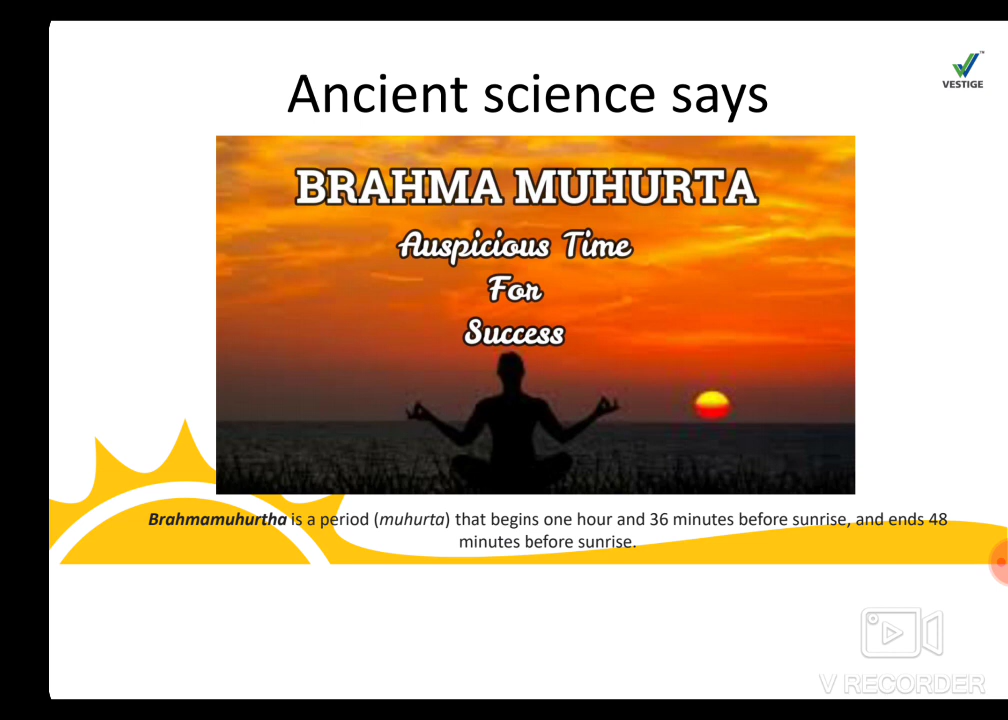 Ancient science says
VESTIGE
TM
BRAHMA MUHURTA
Auspicious Time
For
Success
Brahmamuhurtha is a period (muhurta) that begins one hour and 36 minutes before sunrise, and ends 48
minutes before sunrise.
V RECORDER